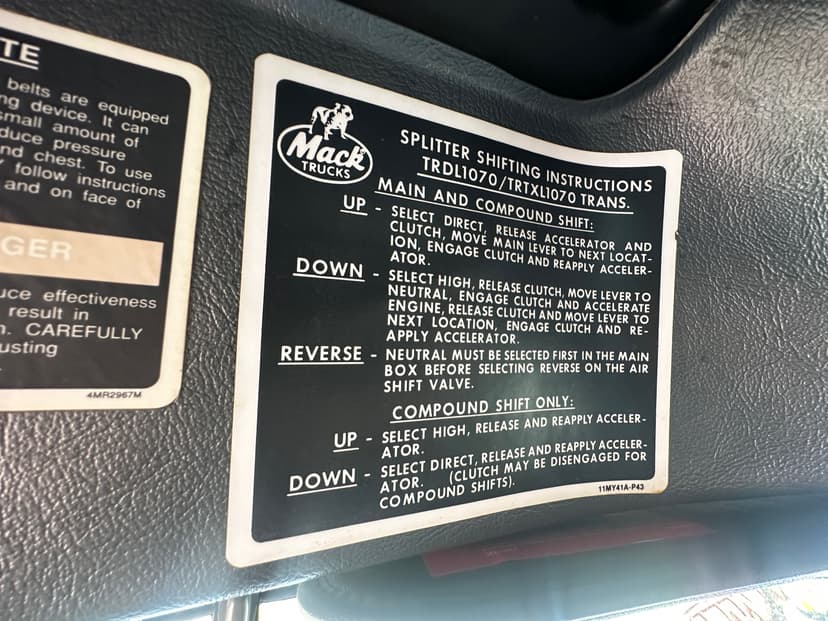 TE
belts are equipped
ng device. It can
small amount of
duce pressure
nd chest. To use
follow instructions
and on face of
GER
uce effectiveness
result in
CAREFULLY
usting
4MR2967M
Mack
TRUCKS
SPLITTER SHIFTING INSTRUCTIONS
TRDL1070/TRTXL1070 TRANS.
MAIN AND COMPOUND SHIFT:
UP - SELECT DIRECT, RELEASE ACCELERATOR AND
CLUTCH, MOVE MAIN LEVER TO NEXT LOCAT-
ION, ENGAGE CLUTCH AND REAPPLY ACCELER-
ATOR.
DOWN - SELECT HIGH, RELEASE CLUTCH, MOVE LEVER TO
NEUTRAL, ENGAGE CLUTCH AND ACCELERATE
ENGINE, RELEASE CLUTCH AND MOVE LEVER TO
NEXT LOCATION, ENGAGE CLUTCH AND RE-
APPLY ACCELERATOR.
REVERSE - NEUTRAL MUST BE SELECTED FIRST IN THE MAIN
BOX BEFORE SELECTING REVERSE ON THE AIR
SHIFT VALVE.
COMPOUND SHIFT ONLY:
UP - SELECT HIGH, RELEASE AND REAPPLY ACCELER-
ATOR.
DOWN - SELECT DIRECT, RELEASE AND REAPPLY ACCELER-
ATOR. (CLUTCH MAY BE DISENGAGED FOR
COMPOUND SHIFTS).
11MY41A-P43